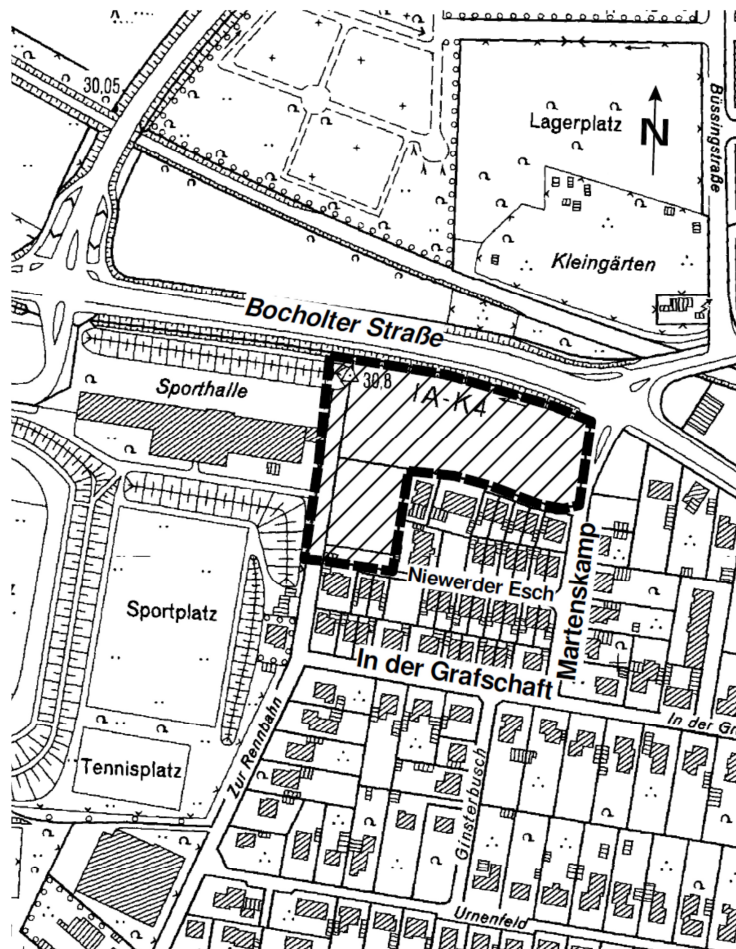 30,05
Lagerplatz
N
Büssingstraße
Kleingärten
Bocholter Straße
Sporthalle
30,8
IA-K4
Niewerder Esch
Martenskamp
Sportplatz
In der Grafschaft
In der Gr
Zur Rennbahn
Tennisplatz
Ginsterbusch
Urnenfeld